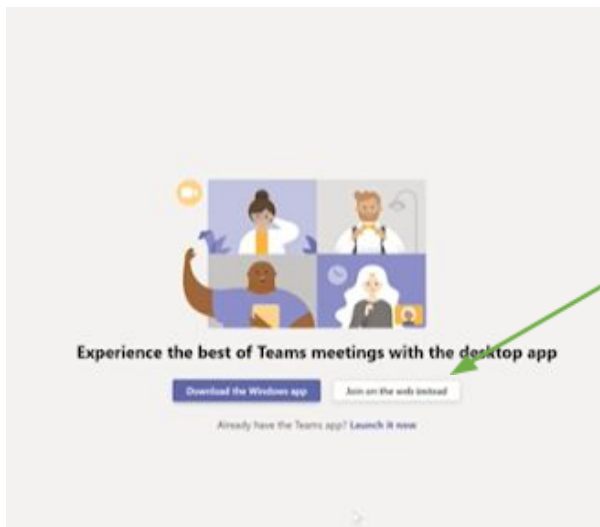 Experience the best of Teams meetings with the desktop app
Download the Windows app Join on the web instead
Already have the Teams app? Launch it now